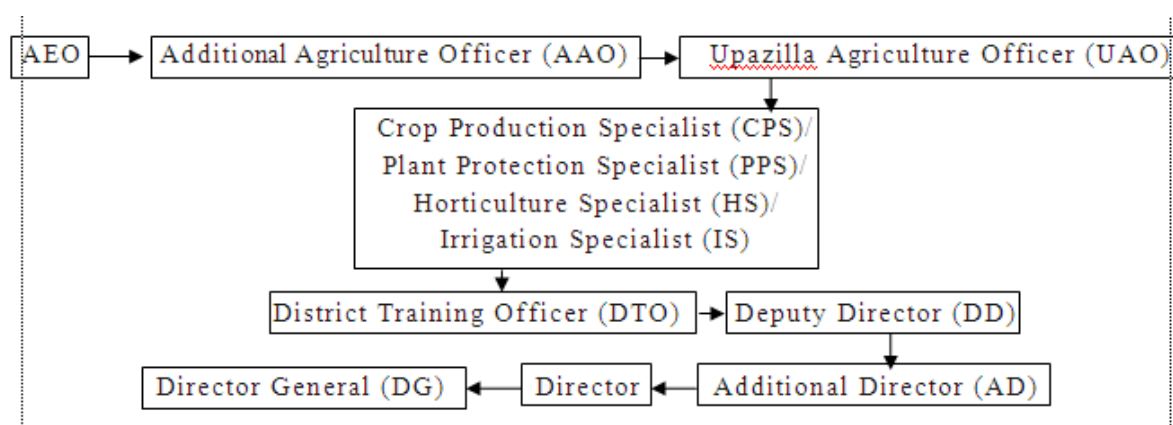 AEO
Additional Agriculture Officer (AAO)
Upazilla Agriculture Officer (UAO)
Crop Production Specialist (CPS)/
Plant Protection Specialist (PPS)/
Horticulture Specialist (HS)/
Irrigation Specialist (IS)
District Training Officer (DTO)
Deputy Director (DD)
Director General (DG)
Director
Additional Director (AD)